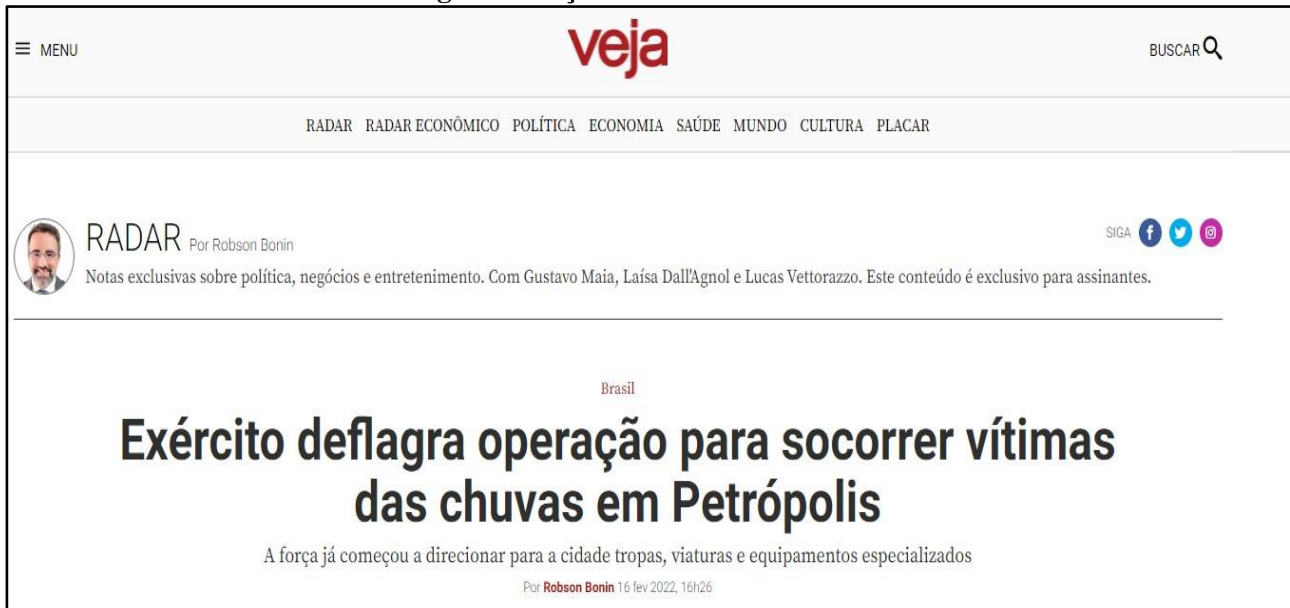 ≡ MENU
veja
BUSCAR
RADAR RADAR ECONÔMICO POLÍTICA ECONOMIA SAÚDE MUNDO CULTURA PLACAR
RADAR Por Robson Bonin
SIGA
Notas exclusivas sobre política, negócios e entretenimento. Com Gustavo Maia, Laísa Dall'Agnol e Lucas Vettorazzo. Este conteúdo é exclusivo para assinantes.
Brasil
Exército deflagra operação para socorrer vítimas
das chuvas em Petrópolis
A força já começou a direcionar para a cidade tropas, viaturas e equipamentos especializados
Por Robson Bonin 16 fev 2022, 16h26